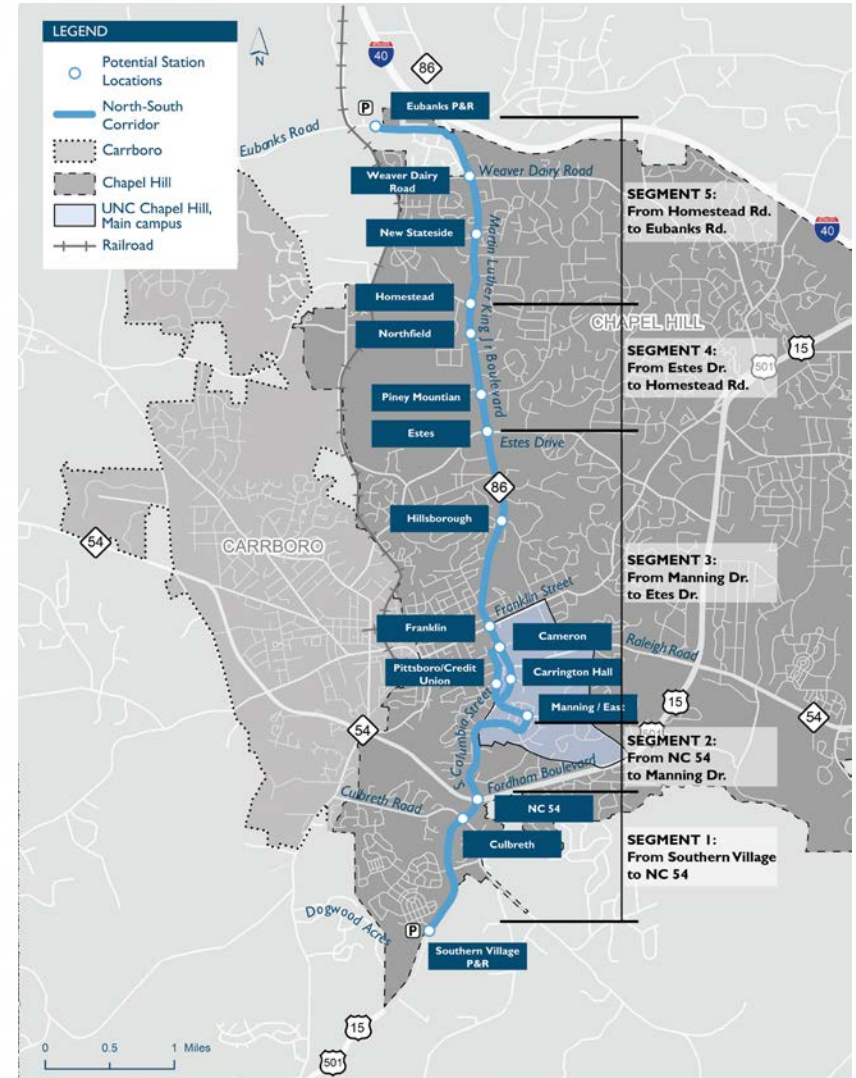 LEGEND
Potential Station
Locations
North-South
Corridor
Carrboro
Chapel Hill
UNC Chapel Hill,
Main campus
Railroad
N
40
86
P
Eubanks P&R
Eubanks Road
Weaver Dairy
Road
Weaver Dairy Road
New Stateside
Martin Luther King Jt Boulevard
SEGMENT 5:
From Homestead Rd.
to Eubanks Rd.
40
Homestead
CHAPEL HILL
Northfield
15
501
SEGMENT 4:
From Estes Dr.
to Homestead Rd.
Piney Mountian
Estes
Estes Drive
86
Hillsborough
54
CARRBORO
SEGMENT 3:
From Manning Dr.
to Etes Dr.
Franklin Street
Franklin
Cameron
Raleigh Road
Pittsboro/Credit
Union
Carrington Hall
S Columbia Street
Manning / East
15
501
54
54
SEGMENT 2:
From NC 54
to Manning Dr.
Fordham Boulevard
Culbreth Road
NC 54
Culbreth
SEGMENT 1:
From Southern Village
to NC 54
Dogwood Acres
P
Southern Village
P&R
15
501
0 0.5 1 Miles